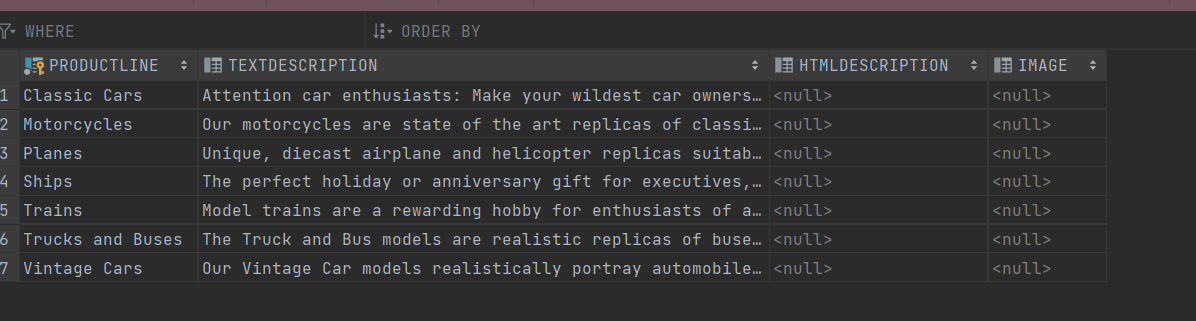 WHERE ORDER BY
PRODUCTLINE TEXTDESCRIPTION HTMLDESCRIPTION IMAGE
1 Classic Cars Attention car enthusiasts: Make your wildest car owners… <null> <null>
2 Motorcycles Our motorcycles are state of the art replicas of classi… <null> <null>
3 Planes Unique, diecast airplane and helicopter replicas suitab… <null> <null>
4 Ships The perfect holiday or anniversary gift for executives,… <null> <null>
5 Trains Model trains are a rewarding hobby for enthusiasts of a… <null> <null>
6 Trucks and Buses The Truck and Bus models are realistic replicas of buse… <null> <null>
7 Vintage Cars Our Vintage Car models realistically portray automobile… <null> <null>